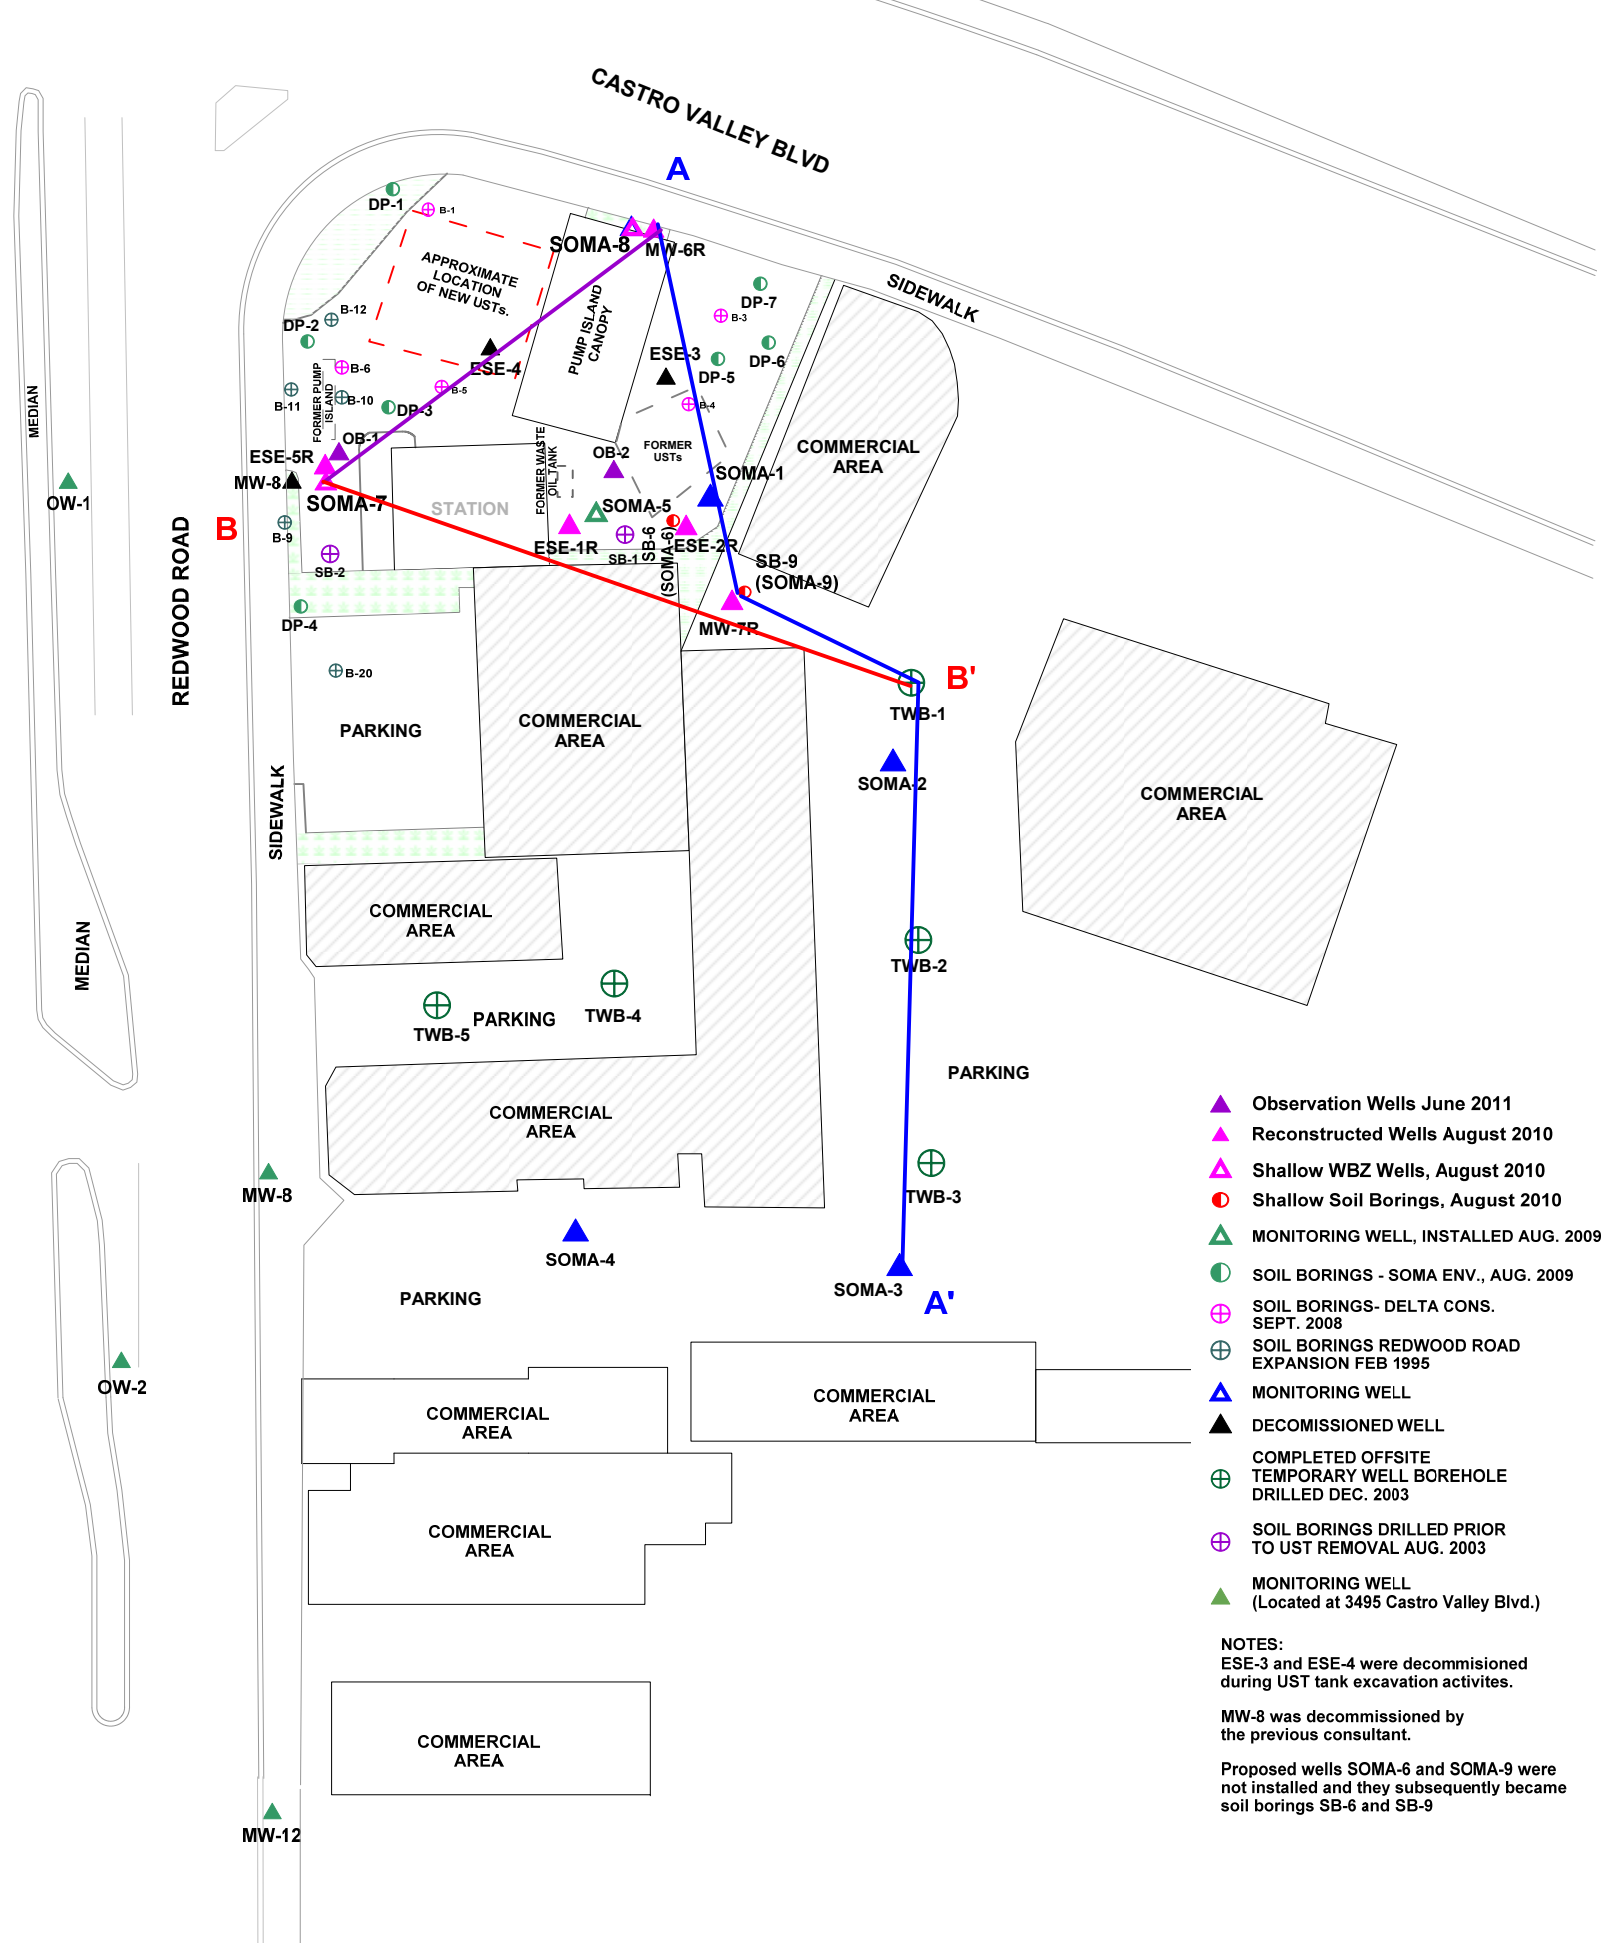 CASTRO VALLEY BLVD
A
DP-1
B-1
SOMA-8
MW-6R
APPROXIMATE
LOCATION
OF NEW USTs.
SIDEWALK
DP-7
B-3
B-12
DP-2
PUMP ISLAND
CANOPY
ESE-3
DP-6
DP-5
ESE-4
B-6
B-5
B-11
B-10
FORMER PUMP
ISLAND
DP-3
B-4
MEDIAN
OB-1
FORMER
USTs
COMMERCIAL
AREA
ESE-5R
OB-2
FORMER WASTE
OIL TANK
SOMA-1
MW-8
OW-1
SOMA-7
STATION
SOMA-5
B
B-9
ESE-1R
SB-6
(SOMA-6)
ESE-2R
SB-1
SB-2
SB-9
(SOMA-9)
REDWOOD ROAD
DP-4
MW-7R
B-20
B'
TWB-1
PARKING
COMMERCIAL
AREA
SOMA-2
COMMERCIAL
AREA
SIDEWALK
COMMERCIAL
AREA
MEDIAN
TWB-2
TWB-4
PARKING
TWB-5
PARKING
COMMERCIAL
AREA
MW-8
TWB-3
SOMA-4
SOMA-3
A'
PARKING
OW-2
COMMERCIAL
AREA
COMMERCIAL
AREA
COMMERCIAL
AREA
COMMERCIAL
AREA
MW-12
Observation Wells June 2011
Reconstructed Wells August 2010
Shallow WBZ Wells, August 2010
Shallow Soil Borings, August 2010
MONITORING WELL, INSTALLED AUG. 2009
SOIL BORINGS - SOMA ENV., AUG. 2009
SOIL BORINGS- DELTA CONS.
SEPT. 2008
SOIL BORINGS REDWOOD ROAD
EXPANSION FEB 1995
MONITORING WELL
DECOMISSIONED WELL
COMPLETED OFFSITE
TEMPORARY WELL BOREHOLE
DRILLED DEC. 2003
SOIL BORINGS DRILLED PRIOR
TO UST REMOVAL AUG. 2003
MONITORING WELL
(Located at 3495 Castro Valley Blvd.)
NOTES:
ESE-3 and ESE-4 were decommisioned
during UST tank excavation activites.
MW-8 was decommissioned by
the previous consultant.
Proposed wells SOMA-6 and SOMA-9 were
not installed and they subsequently became
soil borings SB-6 and SB-9